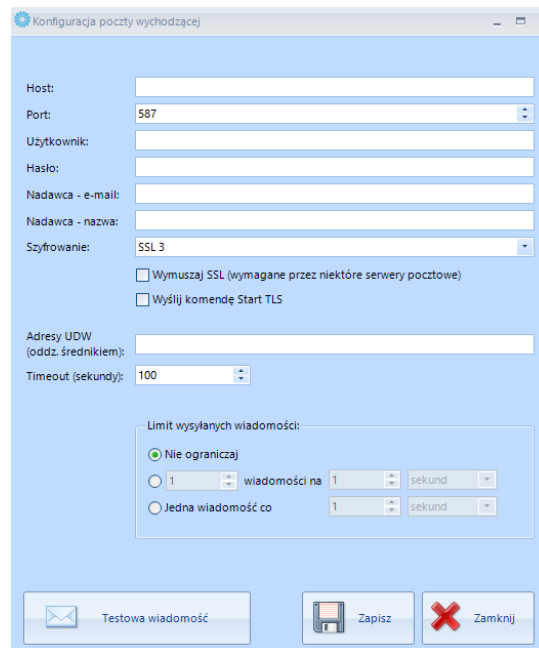 Konfiguracja poczty wychodzącej
Host:
Port: 587
Użytkownik:
Hasło:
Nadawca - e-mail:
Nadawca - nazwa:
Szyfrowanie: SSL 3
Wymuszaj SSL (wymagane przez niektóre serwery pocztowe)
Wyślij komendę Start TLS
Adresy UDW
(oddz. średnikiem):
Timeout (sekundy): 100
Limit wysyłanych wiadomości:
Nie ograniczaj
1 wiadomości na 1 sekund
Jedna wiadomość co 1 sekund
Testowa wiadomość Zapisz Zamknij